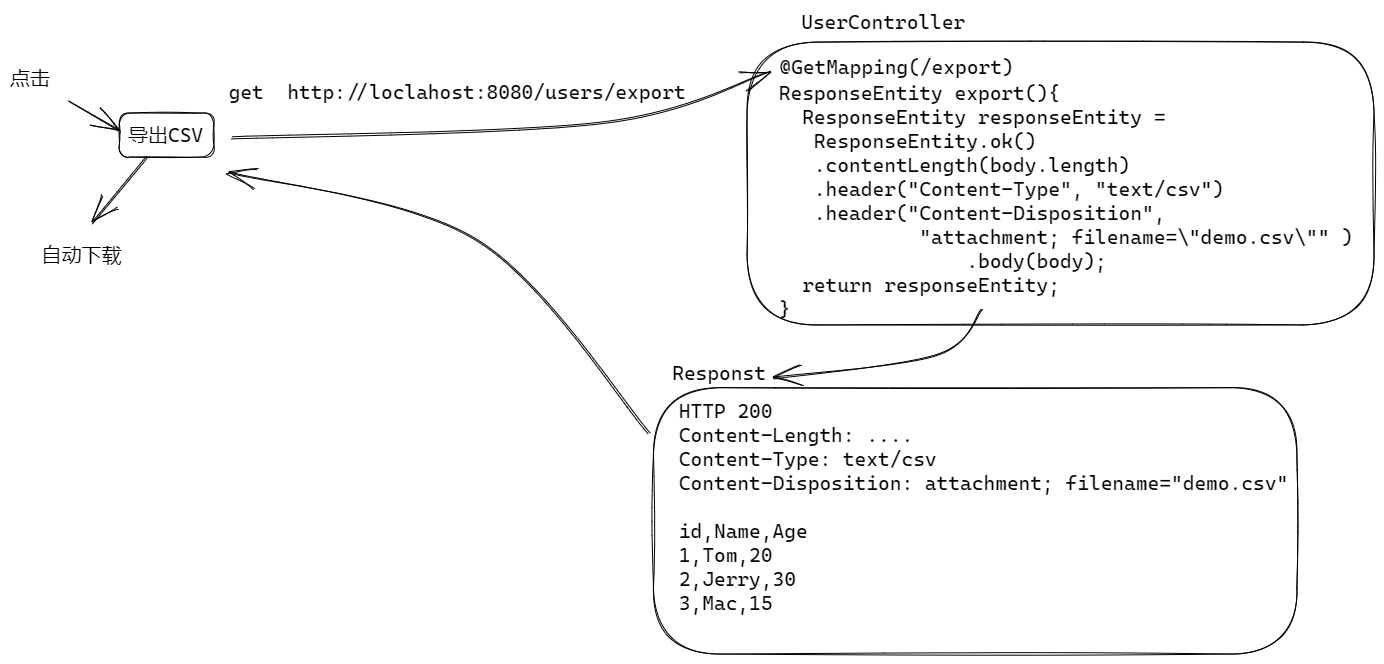 点击
导出CSV
自动下载
get  http://loclahost:8080/users/export
UserController
@GetMapping(/export)
ResponseEntity export(){
  ResponseEntity responseEntity =
   ResponseEntity.ok()
   .contentLength(body.length)
   .header("Content-Type", "text/csv")
   .header("Content-Disposition",
            "attachment; filename=\"demo.csv\"" )
                .body(body);
  return responseEntity;
}
Responst
HTTP 200
Content-Length: ....
Content-Type: text/csv
Content-Disposition: attachment; filename="demo.csv"
id,Name,Age
1,Tom,20
2,Jerry,30
3,Mac,15